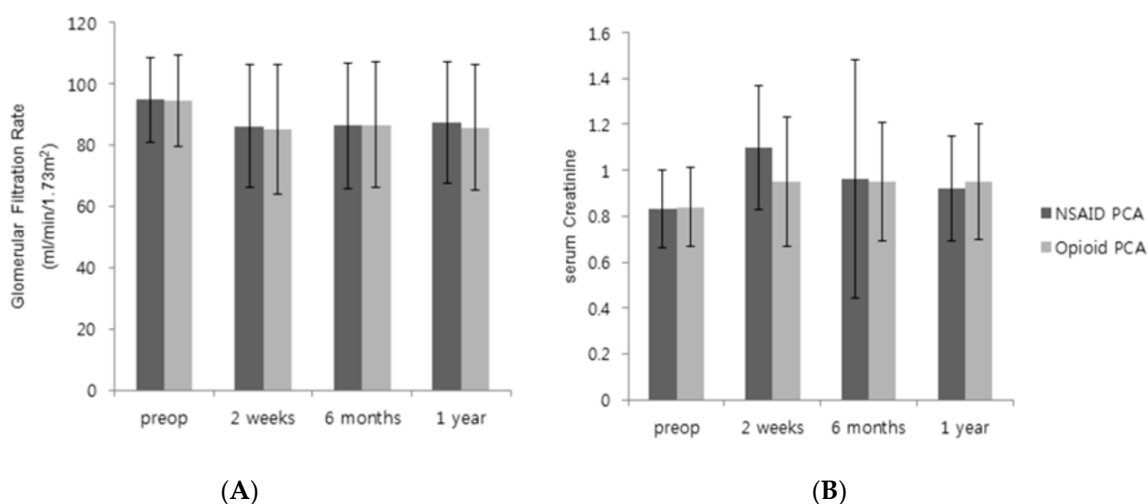 120
100
80
60
40
20
0
Glomerular Filtration Rate
(ml/min/1.73m²)
preop 2 weeks 6 months 1 year
(A)
1.6
1.4
1.2
1
0.8
0.6
0.4
0.2
0
serum Creatinine
preop 2 weeks 6 months 1 year
NSAID PCA
Opioid PCA
(B)